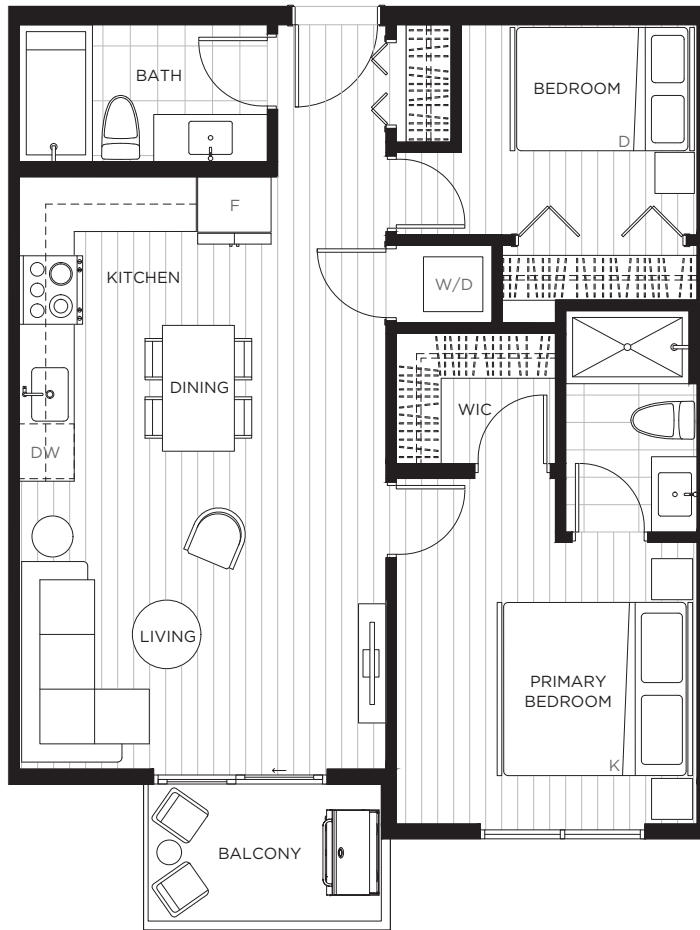 BATH
BEDROOM
D
F
KITCHEN
W/D
DINING
WIC
DW
LIVING
PRIMARY
BEDROOM
K
BALCONY